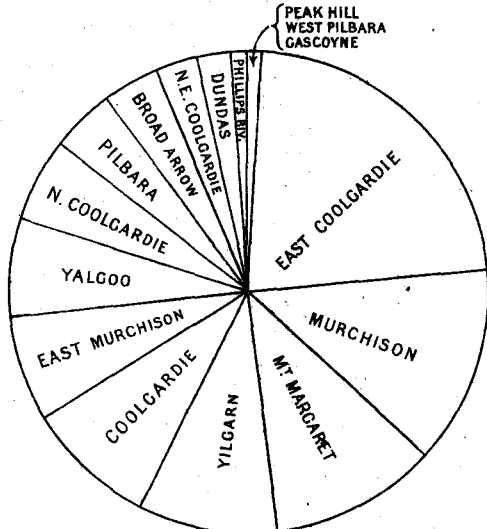 PEAK HILL
WEST PILBARA
GASCOYNE
EAST COOLGARDIE
MURCHISON
MT MARGARET
YILGARN
COOLGARDIE
EAST MURCHISON
YALGOO
N. COOLGARDIE
PILBARA
BROAD ARROW
N.E. COOLGARDIE
DUNDAS
PHILLIPS RIV.